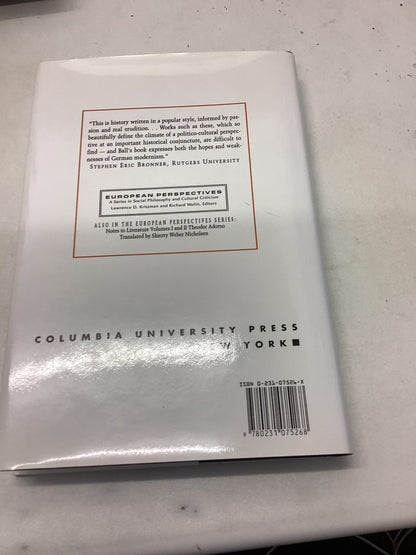 "This is history written in a popular style, informed by pas-
sion and real erudition. . . Works such as these, which so
beautifully define the climate of a politico-cultural perspec-
tive at an important historical conjuncture, are difficult to
find — and Ball's book expresses both the hopes and weak-
nesses of German modernism."
STEPHEN ERIC BRONNER, RUTGERS UNIVERSITY
EUROPEAN PERSPECTIVES
A Series in Social Philosophy and Cultural Criticism
Lawrence D. Kritzman and Richard Wolin, Editors
ALSO IN THE EUROPEAN PERSPECTIVES SERIES:
Notes to Literature Volumes I and II Theodor Adorno
Translated by Shierry Weber Nicholsen
COLUMBIA UNIVERSITY PRESS
W YORK
ISBN 0-231-07526-X
9 780231 075268